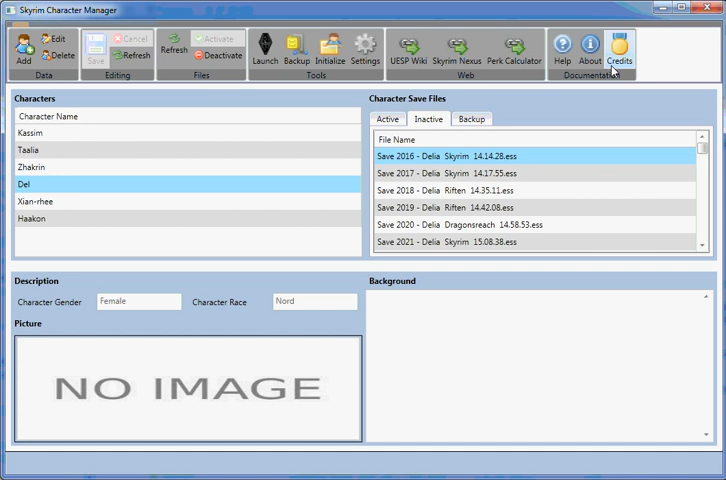 Skyrim Character Manager
Add
Edit
Delete
Data
Save
Cancel
Refresh
Editing
Refresh
Activate
Deactivate
Files
Launch
Backup
Initialize
Settings
Tools
UESP Wiki
Skyrim Nexus
Perk Calculator
Web
Help
About
Credits
Documentation
Characters
Character Name
Kassim
Taalia
Zhakrin
Del
Xian-rhee
Haakon
Character Save Files
Active
Inactive
Backup
File Name
Save 2016 - Delia Skyrim 14.14.28.ess
Save 2017 - Delia Skyrim 14.17.55.ess
Save 2018 - Delia Riften 14.35.11.ess
Save 2019 - Delia Riften 14.42.08.ess
Save 2020 - Delia Dragonsreach 14.58.53.ess
Save 2021 - Delia Skyrim 15.08.38.ess
Description
Character Gender Female Character Race Nord
Picture
NO IMAGE
Background